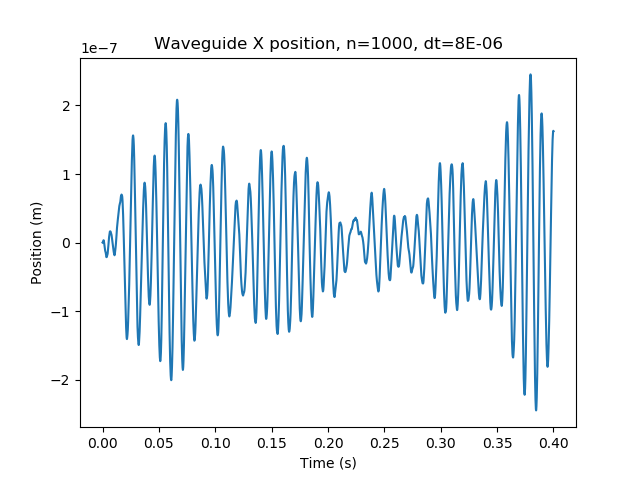 Waveguide X position, n=1000, dt=8E-06
1e−7
2
1
0
−1
−2
Position (m)
0.00 0.05 0.10 0.15 0.20 0.25 0.30 0.35 0.40
Time (s)